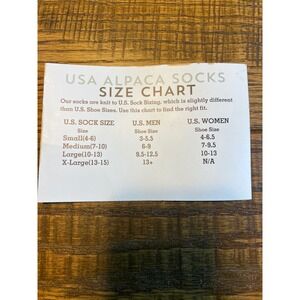 USA ALPACA SOCKS
SIZE CHART
Our socks are knit to U.S. Sock Sizing, which is slightly different
than U.S. Shoe Sizes. Use this chart to find the right fit.
U.S. SOCK SIZE U.S. MEN U.S. WOMEN
Size Shoe Size Shoe Size
Small(4-6) 3-5.5 4-6.5
Medium(7-10) 6-9 7-9.5
Large(10-13) 9.5-12.5 10-13
X-Large(13-15) 13+ N/A